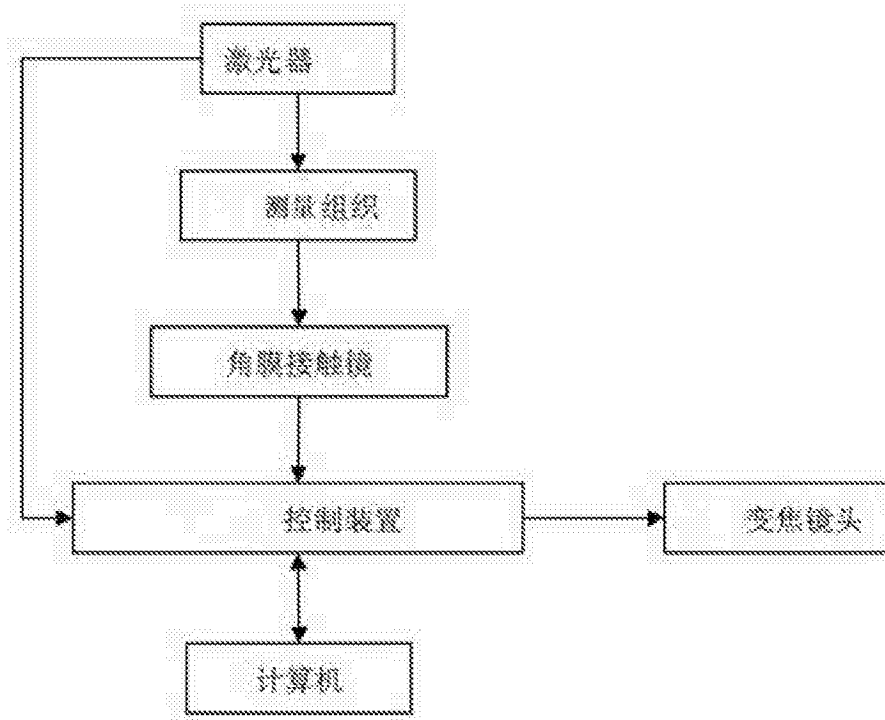 激光器
测量组织
角膜接触镜
控制装置
变焦镜头
计算机